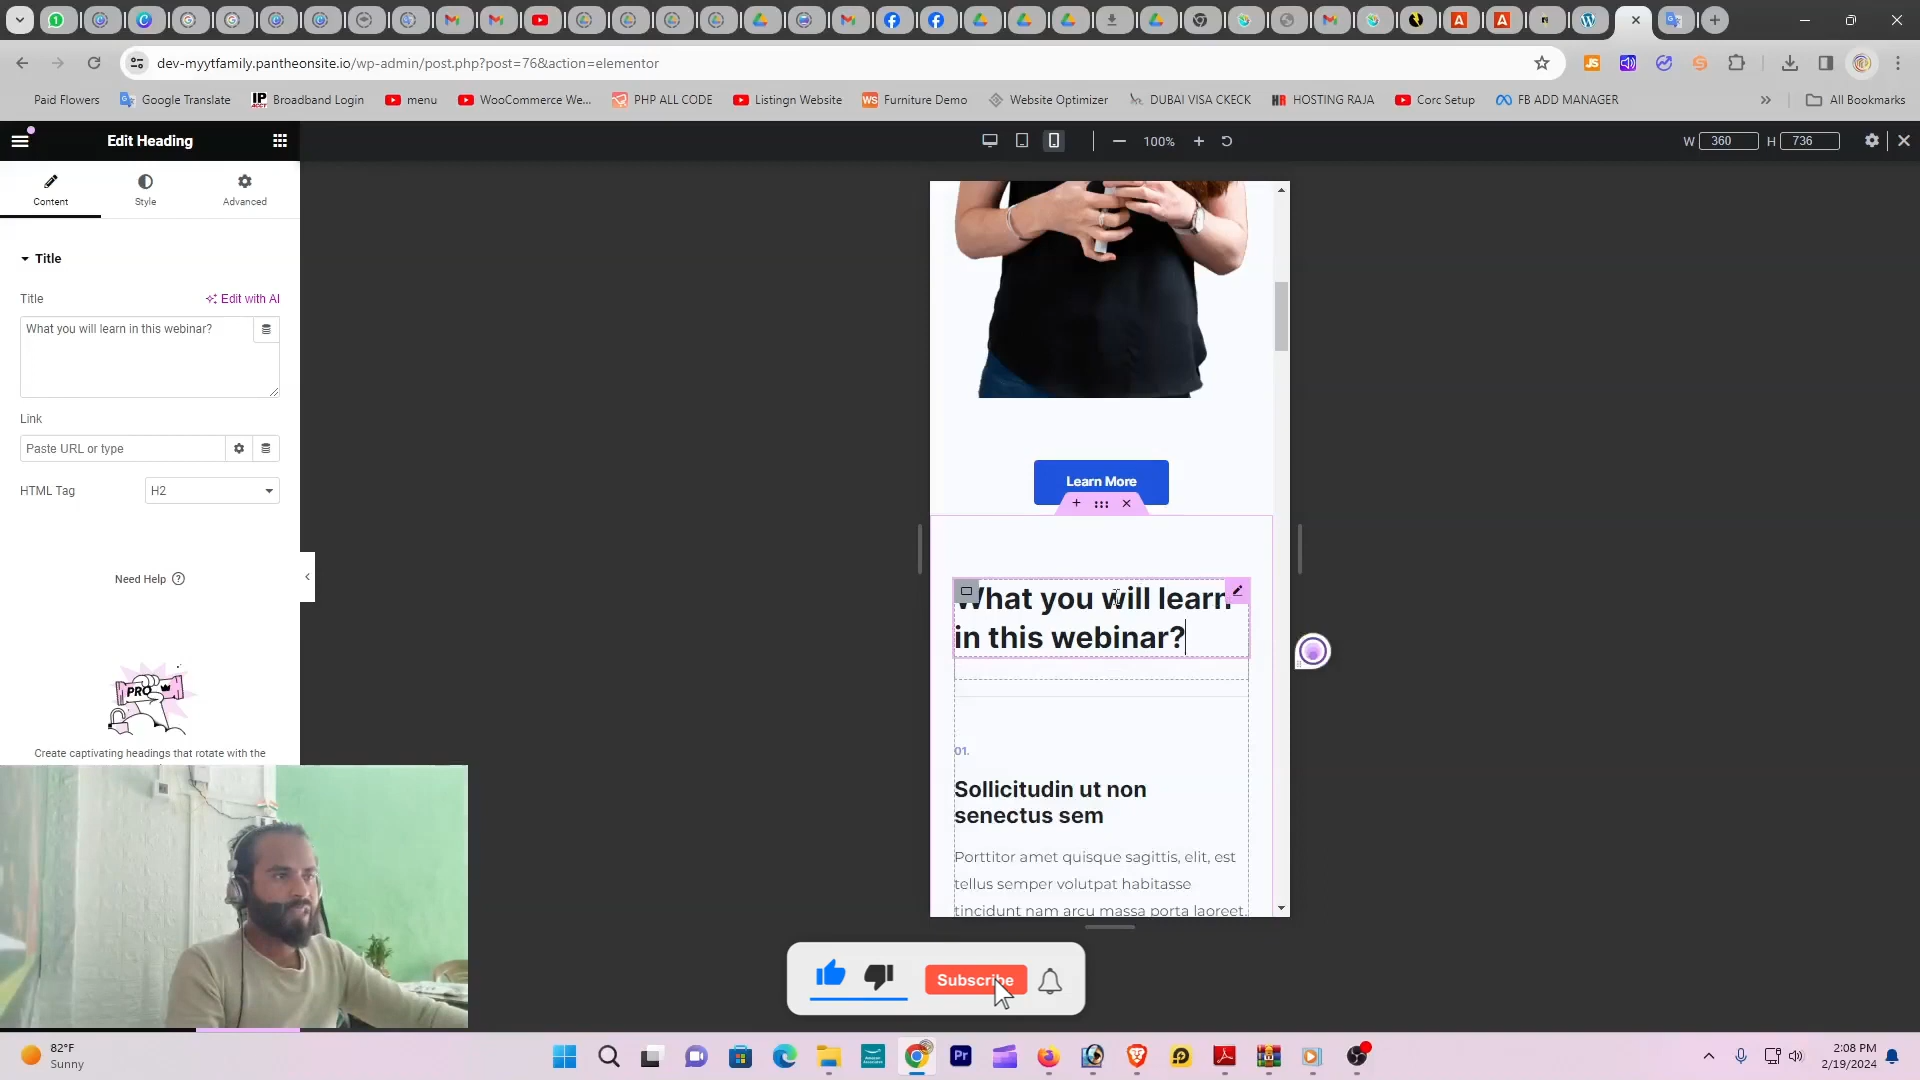 dev-myytfamily.pantheonsite.io/wp-admin/post.php?post=76&action=elementor
Paid Flowers
Google Translate
Broadband Login
menu
WooCommerce We...
PHP ALL CODE
Listingn Website
Furniture Demo
Website Optimizer
DUBAI VISA CKECK
HOSTING RAJA
Corc Setup
FB ADD MANAGER
All Bookmarks
Edit Heading
100%
W 360 H 736
Content
Style
Advanced
Title
Title
Edit with AI
What you will learn in this webinar?
Link
Paste URL or type
HTML Tag
H2
Need Help
PRO
Create captivating headings that rotate with the
Learn More
What you will learn
in this webinar?
01.
Sollicitudin ut non
senectus sem
Porttitor amet quisque sagittis, elit, est
tellus semper volutpat habitasse
tincidunt nam arcu massa porta laoreet.
Subscribe
82°F
Sunny
2:08 PM
2/19/2024